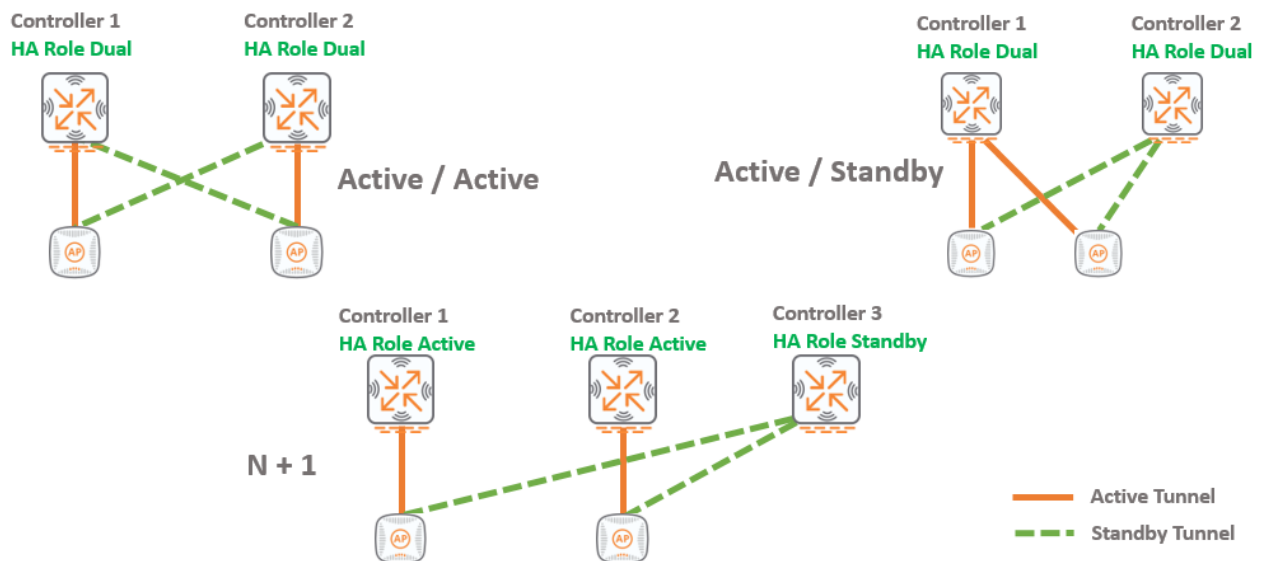 Controller 1
HA Role Dual
Controller 2
HA Role Dual
Active / Active
AP
AP
Controller 1
HA Role Dual
Controller 2
HA Role Dual
Active / Standby
AP
AP
Controller 1
HA Role Active
Controller 2
HA Role Active
Controller 3
HA Role Standby
N + 1
AP
AP
Active Tunnel
Standby Tunnel